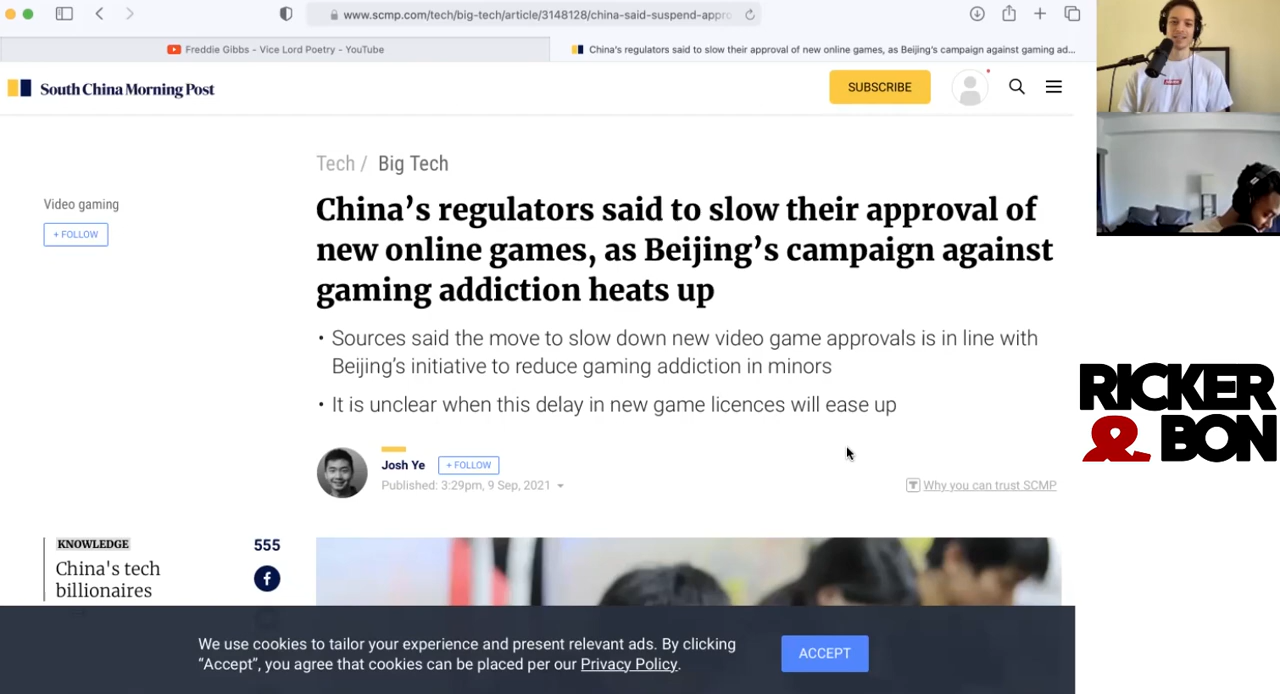 www.scmp.com/tech/big-tech/article/3148128/china-said-suspend-appro
Freddie Gibbs - Vice Lord Poetry - YouTube
China's regulators said to slow their approval of new online games, as Beijing's campaign against gaming ad...
South China Morning Post
SUBSCRIBE
Tech / Big Tech
Video gaming
+ FOLLOW
China's regulators said to slow their approval of
new online games, as Beijing's campaign against
gaming addiction heats up
• Sources said the move to slow down new video game approvals is in line with
Beijing's initiative to reduce gaming addiction in minors
• It is unclear when this delay in new game licences will ease up
Josh Ye
+ FOLLOW
Published: 3:29pm, 9 Sep, 2021
T Why you can trust SCMP
KNOWLEDGE
555
China's tech
billionaires
f
We use cookies to tailor your experience and present relevant ads. By clicking
“Accept”, you agree that cookies can be placed per our Privacy Policy.
ACCEPT
RICKER
& BON